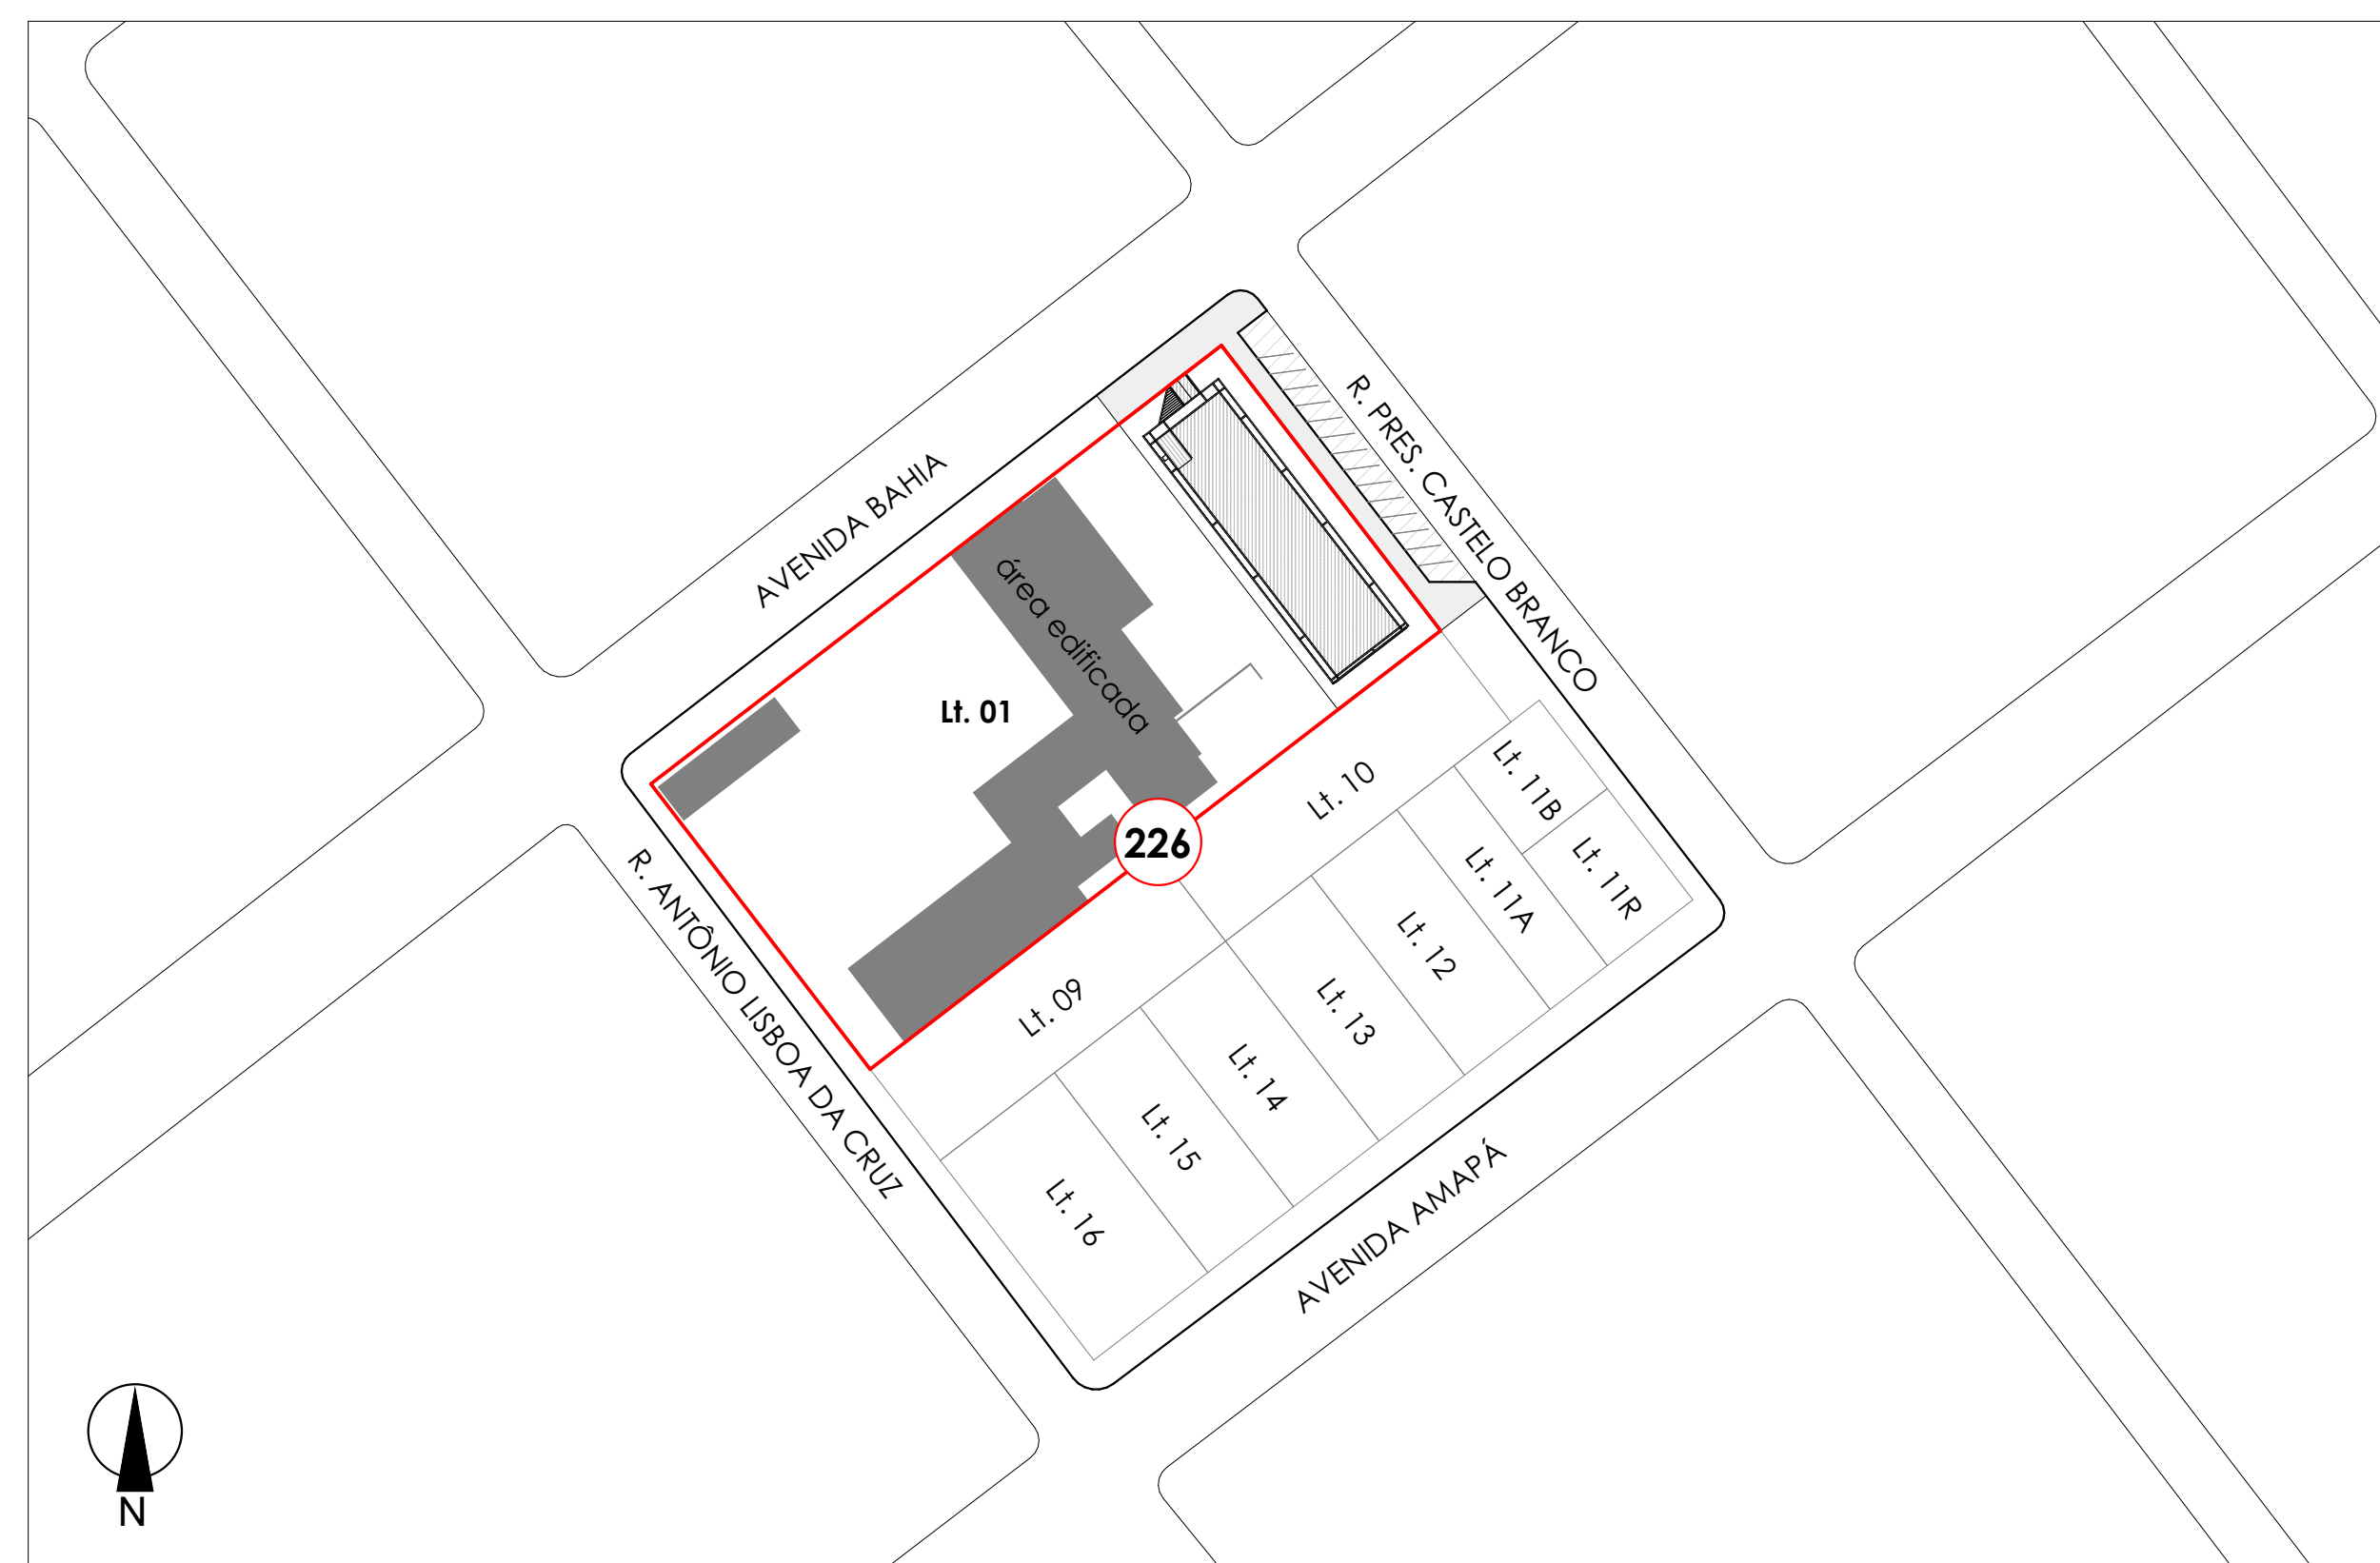 AVENIDA BAHIA
R. PRES. CASTELO BRANCO
área edificada
Lt. 01
226
Lt. 10
Lt. 11B
Lt. 11R
Lt. 11A
Lt. 12
Lt. 13
Lt. 09
Lt. 14
Lt. 15
Lt. 16
R. ANTÔNIO LISBOA DA CRUZ
AVENIDA AMAPÁ
N